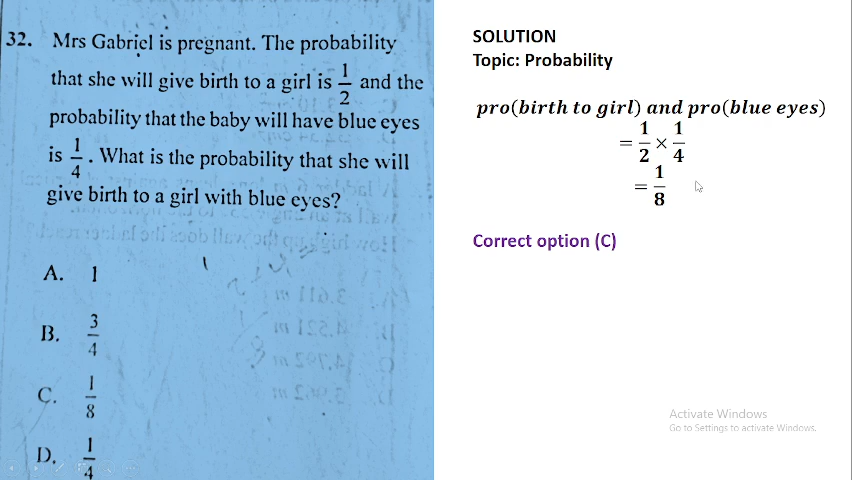 32. Mrs Gabriel is pregnant. The probability
that she will give birth to a girl is 1/2 and the
probability that the baby will have blue eyes
is 1/4. What is the probability that she will
give birth to a girl with blue eyes?
A. 1
B. 3/4
C. 1/8
D. 1/4
SOLUTION
Topic: Probability
pro(birth to girl) and pro(blue eyes)
= 1/2 × 1/4
= 1/8
Correct option (C)
Activate Windows
Go to Settings to activate Windows.